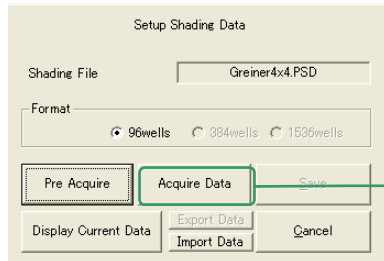 Setup Shading Data
Shading File Greiner4x4.PSD
Format
96wells 384wells 1536wells
Pre Acquire Acquire Data Save
Display Current Data Export Data Cancel
Import Data